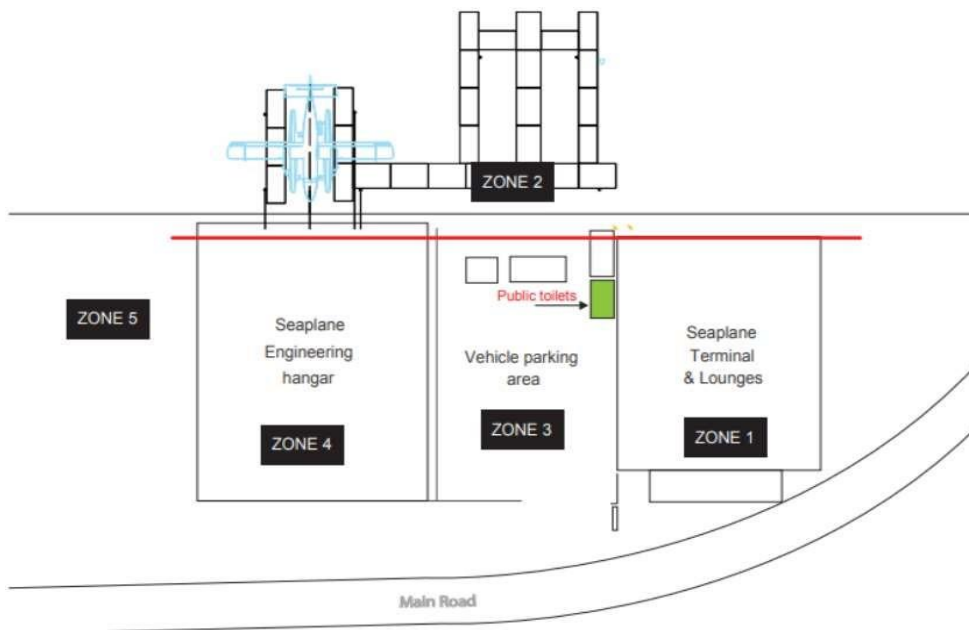 ZONE 2
Public toilets
ZONE 5
Seaplane
Engineering
hangar
Vehicle parking
area
Seaplane
Terminal
& Lounges
ZONE 4
ZONE 3
ZONE 1
Main Road